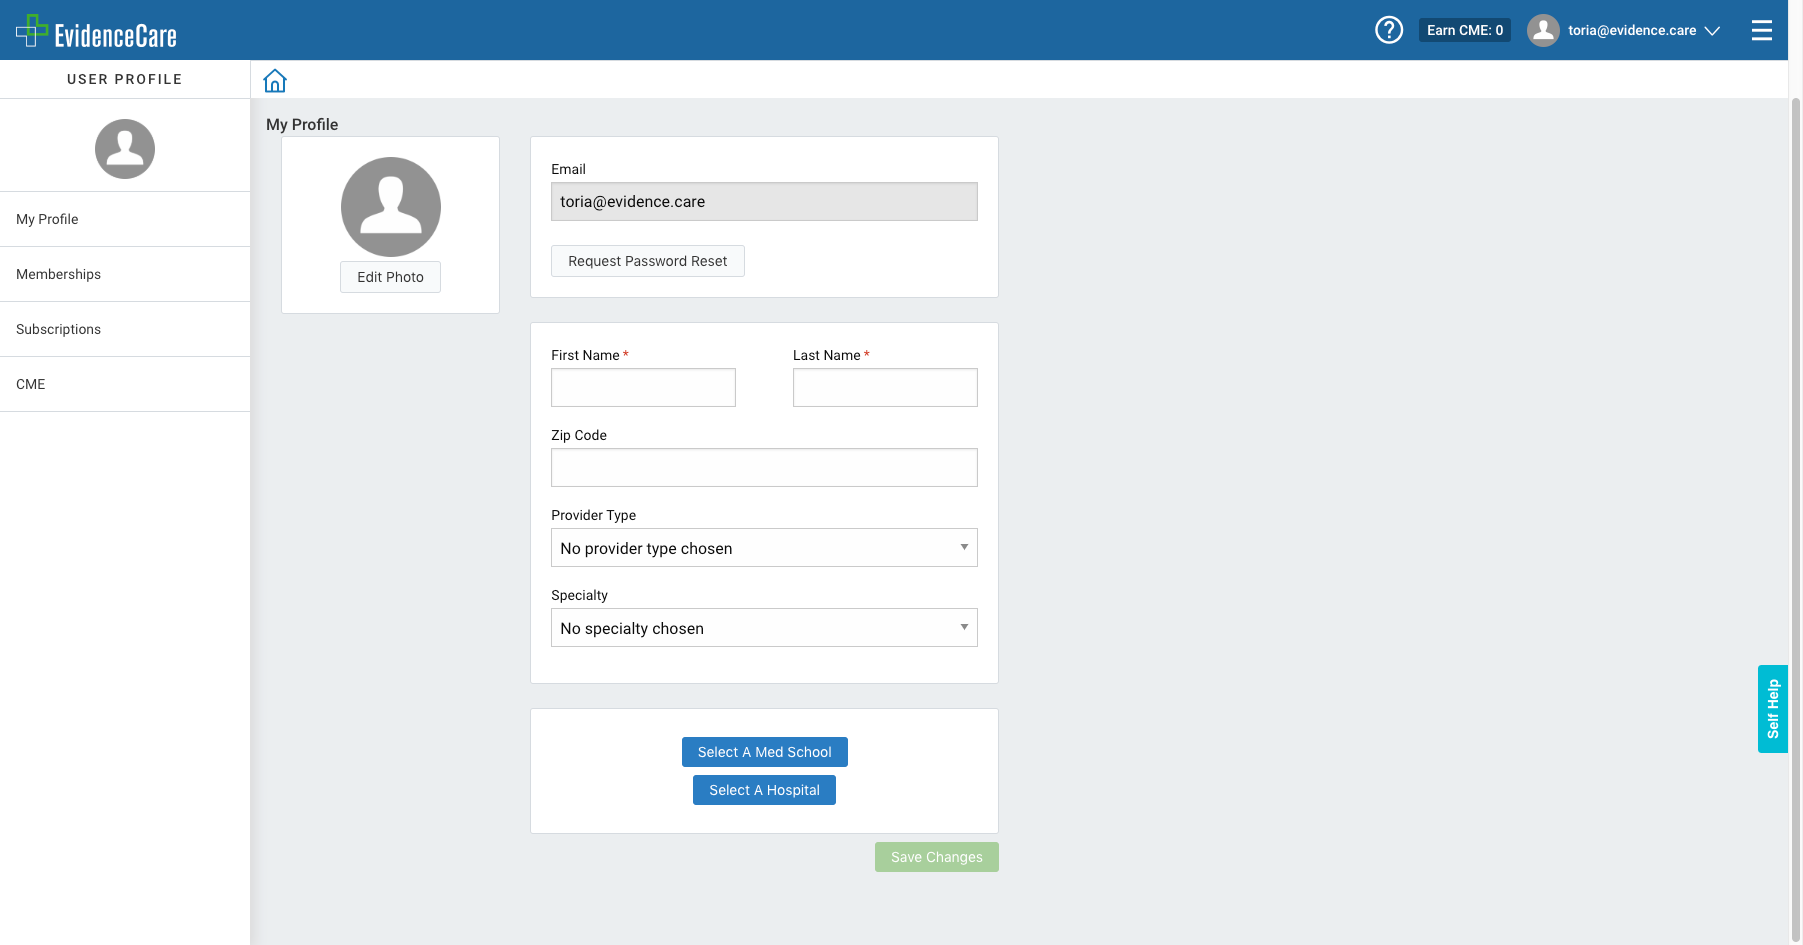 EvidenceCare
Earn CME: 0
toria@evidence.care
USER PROFILE
My Profile
Memberships
Subscriptions
CME
My Profile
Edit Photo
Email
toria@evidence.care
Request Password Reset
First Name *
Last Name *
Zip Code
Provider Type
No provider type chosen
Specialty
No specialty chosen
Select A Med School
Select A Hospital
Save Changes
Self Help